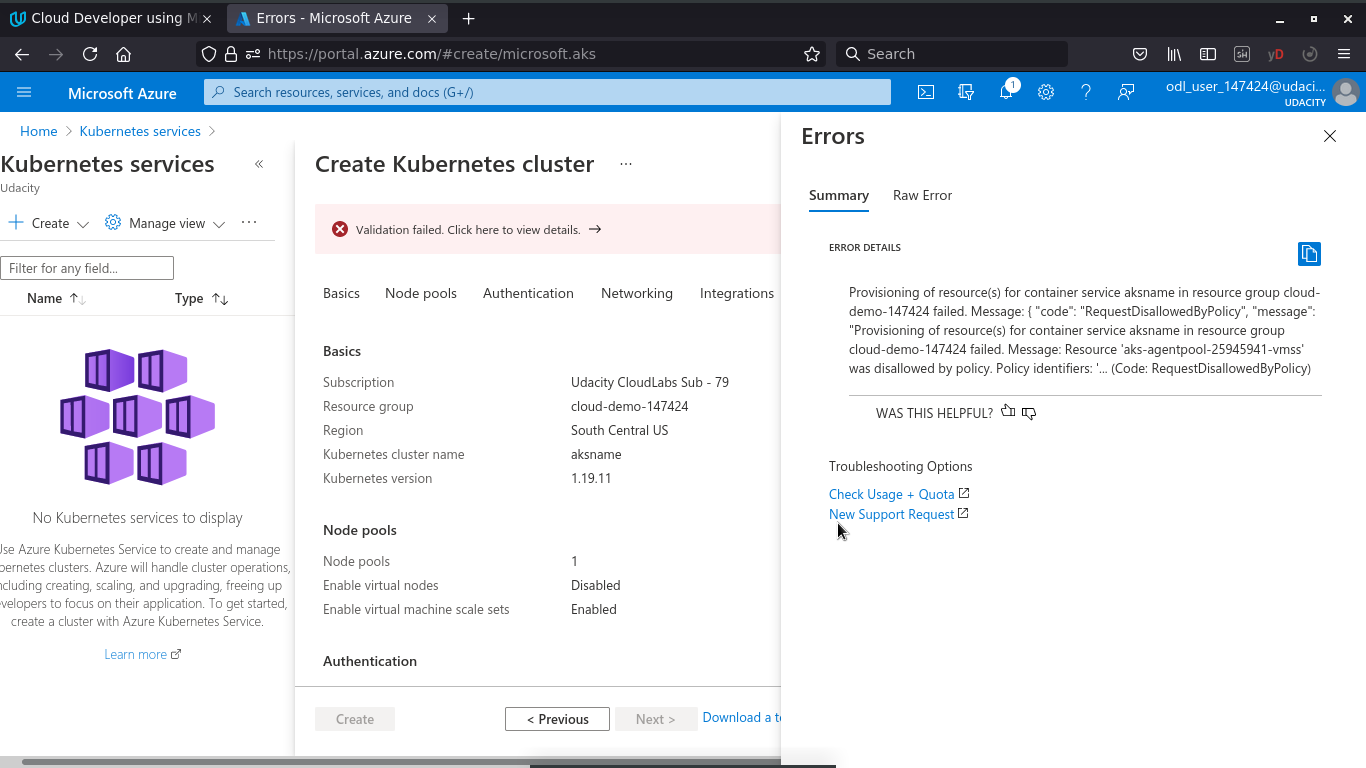 Cloud Developer using M
Errors - Microsoft Azure
https://portal.azure.com/#create/microsoft.aks
Search
SH
yD
Microsoft Azure
Search resources, services, and docs (G+/)
1
odl_user_147424@udaci...
UDACITY
Home
Kubernetes services
Kubernetes services
Udacity
Create
Manage view
Filter for any field...
Name
Type
No Kubernetes services to display
Use Azure Kubernetes Service to create and manage
bernetes clusters. Azure will handle cluster operations,
ncluding creating, scaling, and upgrading, freeing up
evelopers to focus on their application. To get started,
create a cluster with Azure Kubernetes Service.
Learn more
Create Kubernetes cluster
...
Validation failed. Click here to view details.
Basics
Node pools
Authentication
Networking
Integrations
Basics
Subscription
Udacity CloudLabs Sub - 79
Resource group
cloud-demo-147424
Region
South Central US
Kubernetes cluster name
aksname
Kubernetes version
1.19.11
Node pools
Node pools
1
Enable virtual nodes
Disabled
Enable virtual machine scale sets
Enabled
Authentication
Create
< Previous
Next >
Download a te
Errors
Summary
Raw Error
ERROR DETAILS
Provisioning of resource(s) for container service aksname in resource group cloud-
demo-147424 failed. Message: { "code": "RequestDisallowedByPolicy", "message":
"Provisioning of resource(s) for container service aksname in resource group
cloud-demo-147424 failed. Message: Resource 'aks-agentpool-25945941-vmss'
was disallowed by policy. Policy identifiers: '... (Code: RequestDisallowedByPolicy)
WAS THIS HELPFUL?
Troubleshooting Options
Check Usage + Quota
New Support Request